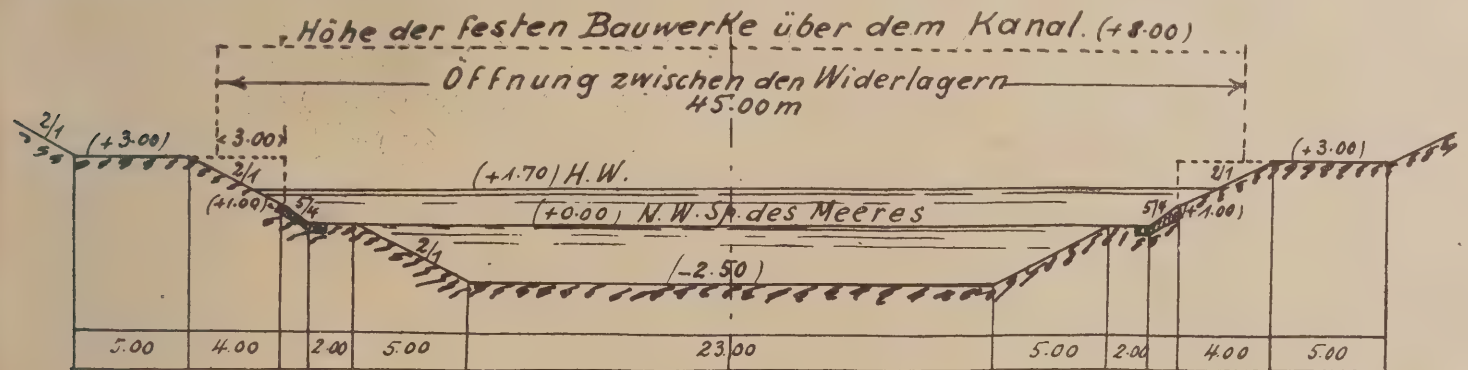 Höhe der festen Bauwerke über dem Kanal. (+8.00)
Öffnung zwischen den Widerlagern
45.00m
2/1
(+3.00)
3.00
2/1
(+1.70) H.W.
2/1
(+3.00)
(+1.00)
5/4
(+0.00) N.W.Sp. des Meeres
5/4
(+1.00)
2/1
(-2.50)
5.00 4.00 2.00 5.00 23.00 5.00 2.00 4.00 5.00